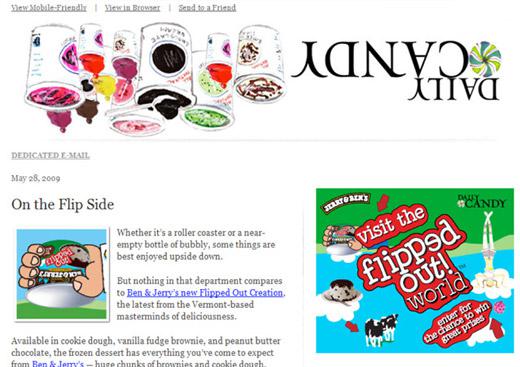 View Mobile-Friendly | View in Browser | Send to a Friend
DAILY
CANDY
DEDICATED E-MAIL
May 28, 2009
On the Flip Side
Whether it's a roller coaster or a near-
empty bottle of bubbly, some things are
best enjoyed upside down.
But nothing in that department compares
to Ben & Jerry's new Flipped Out Creation,
the latest from the Vermont-based
masterminds of deliciousness.
Available in cookie dough, vanilla fudge brownie, and peanut butter
chocolate, the frozen dessert has everything you've come to expect
from Ben & Jerry's — huge chunks of brownies and cookie dough,
JERRY & BEN'S
DAILY
CANDY
visit the
flipped
out!
world
enter for
the chance to win
great prizes